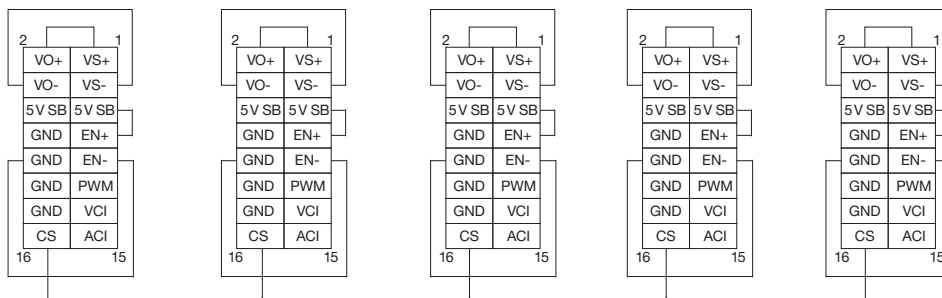 2 1 2 1 2 1 2 1 2 1
VO+ VS+ VO+ VS+ VO+ VS+ VO+ VS+ VO+ VS+
VO- VS- VO- VS- VO- VS- VO- VS- VO- VS-
5V SB 5V SB 5V SB 5V SB 5V SB 5V SB 5V SB 5V SB 5V SB 5V SB
GND EN+ GND EN+ GND EN+ GND EN+ GND EN+
GND EN- GND EN- GND EN- GND EN- GND EN-
GND PWM GND PWM GND PWM GND PWM GND PWM
GND VCI GND VCI GND VCI GND VCI GND VCI
CS ACI CS ACI CS ACI CS ACI CS ACI
16 15 16 15 16 15 16 15 16 15